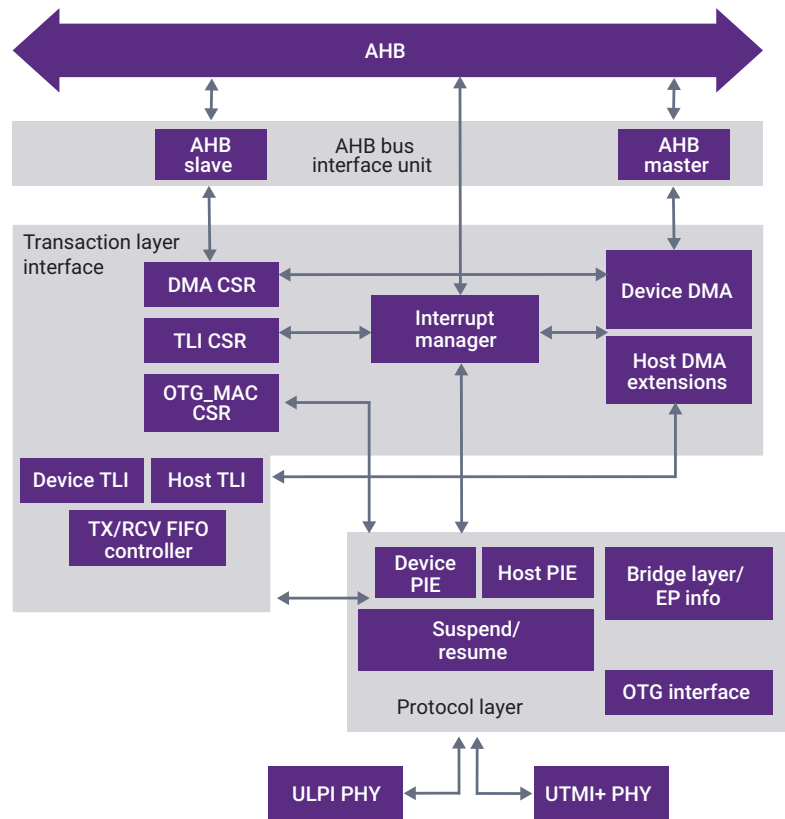 AHB
AHB
slave
AHB bus
interface unit
AHB
master
Transaction layer
interface
DMA CSR
Device DMA
Interrupt
manager
TLI CSR
Host DMA
extensions
OTG_MAC
CSR
Device TLI
Host TLI
TX/RCV FIFO
controller
Device
PIE
Host PIE
Bridge layer/
EP info
Suspend/
resume
OTG interface
Protocol layer
ULPI PHY
UTMI+ PHY